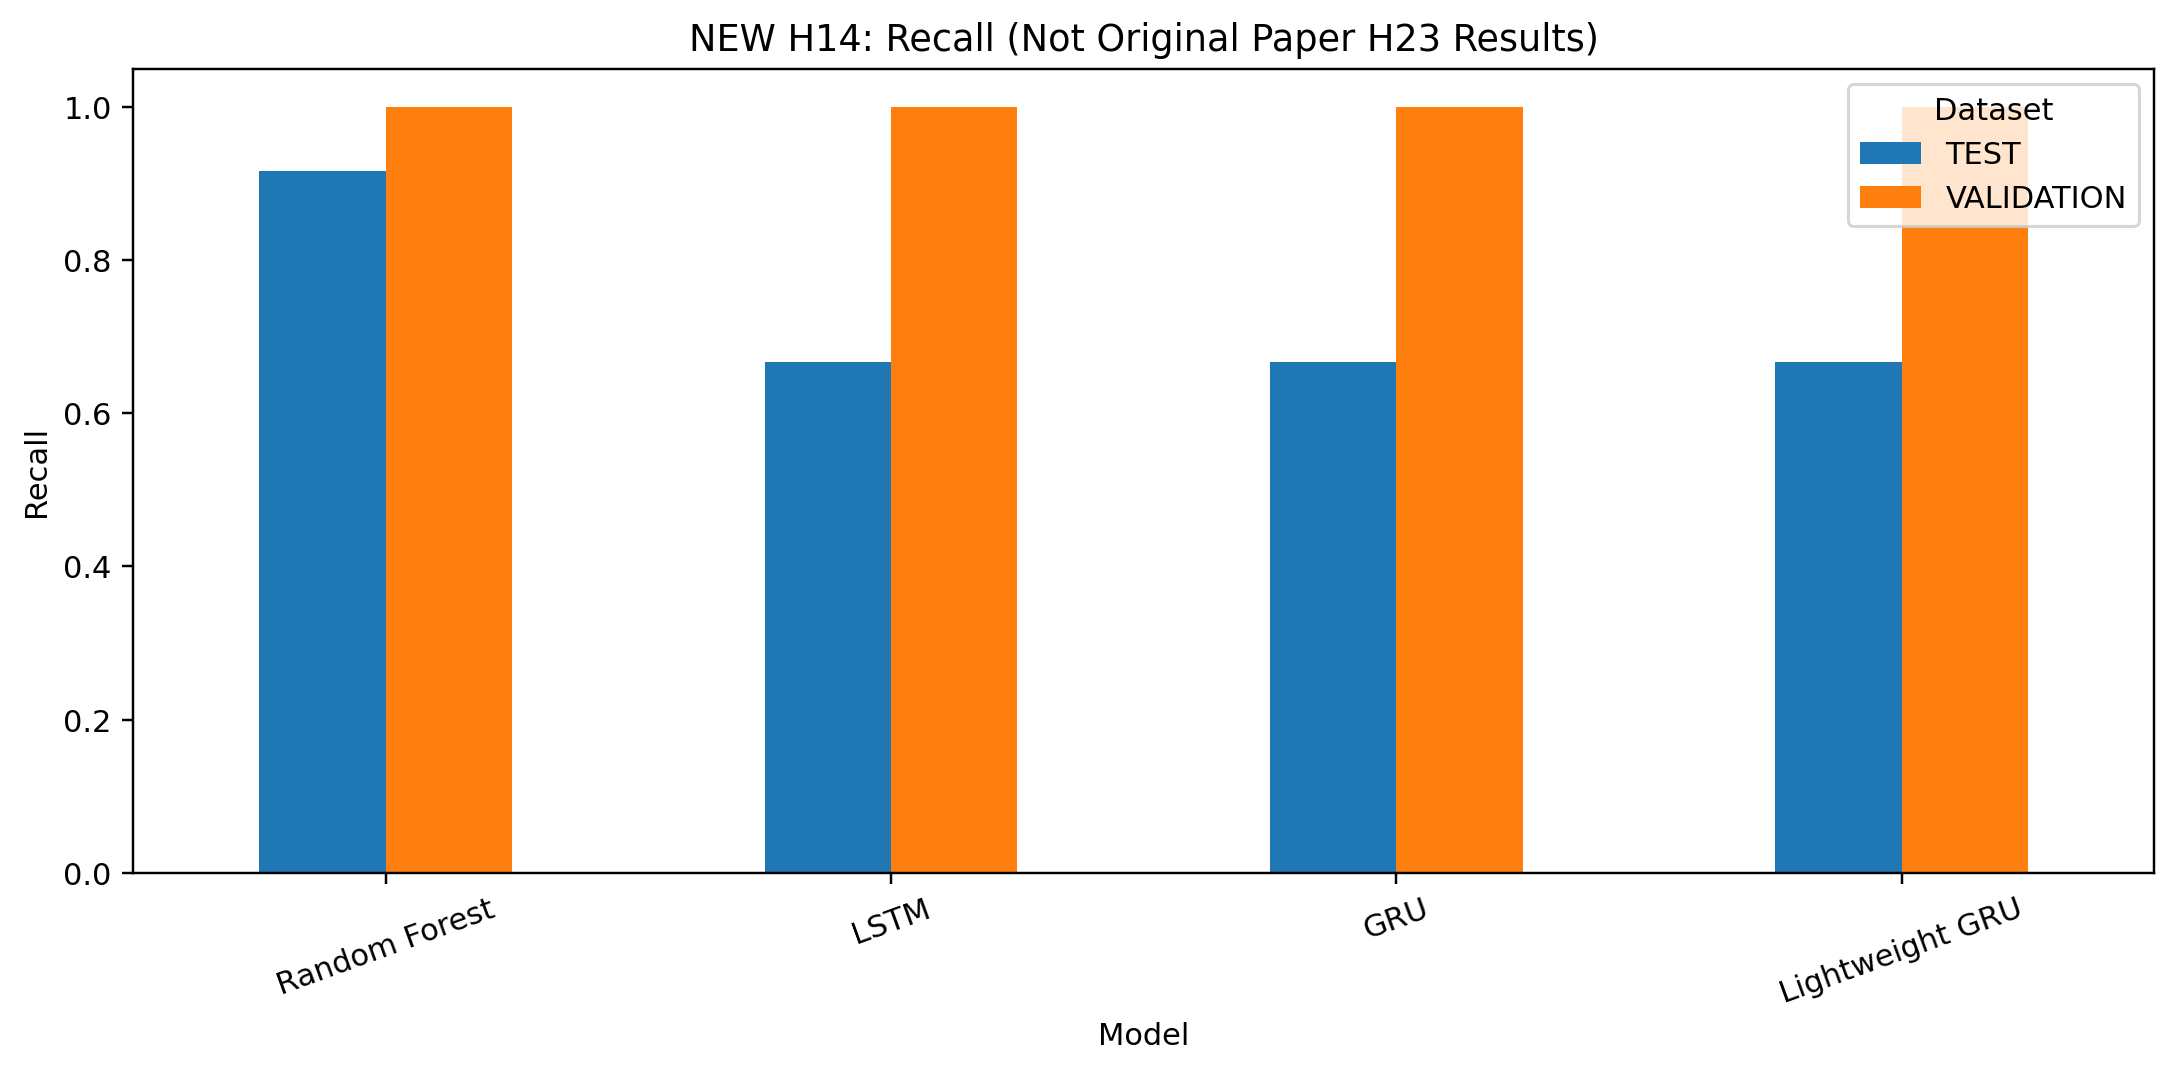 NEW H14: Recall (Not Original Paper H23 Results)
Dataset
TEST
VALIDATION
1.0
0.8
0.6
0.4
0.2
0.0
Recall
Random Forest
LSTM
GRU
Lightweight GRU
Model